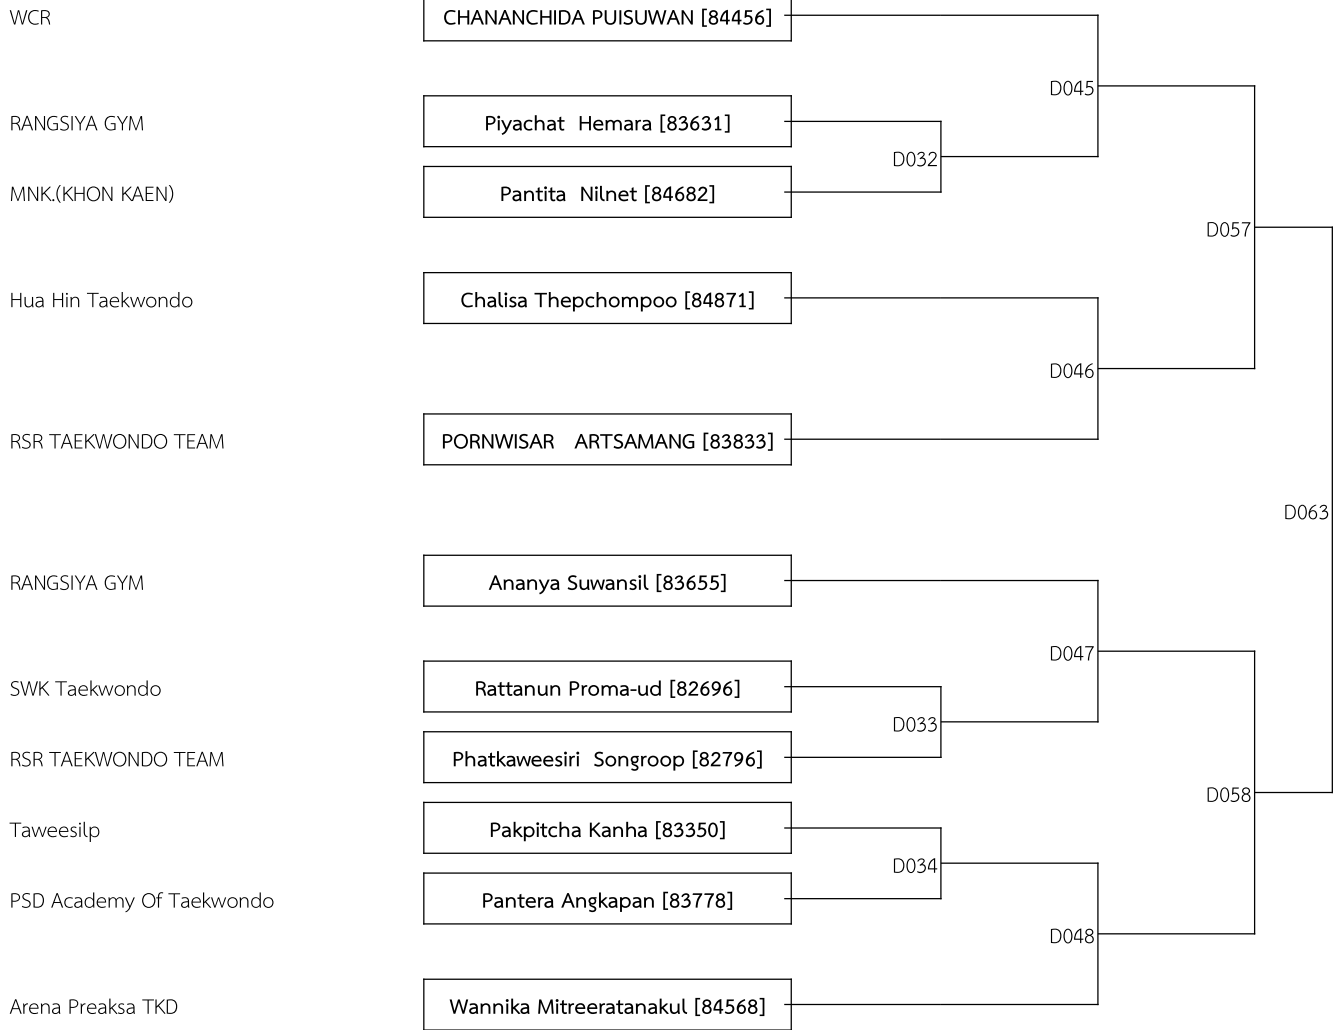 WCR CHANANCHIDA PUISUWAN [84456]
D045
RANGSIYA GYM Piyachat  Hemara [83631]
D032
MNK.(KHON KAEN) Pantita  Nilnet [84682]
D057
Hua Hin Taekwondo Chalisa Thepchompoo [84871]
D046
RSR TAEKWONDO TEAM PORNWISAR   ARTSAMANG [83833]
D063
RANGSIYA GYM Ananya Suwansil [83655]
D047
SWK Taekwondo Rattanun Proma-ud [82696]
D033
RSR TAEKWONDO TEAM Phatkaweesiri  Songroop [82796]
D058
Taweesilp Pakpitcha Kanha [83350]
D034
PSD Academy Of Taekwondo Pantera Angkapan [83778]
D048
Arena Preaksa TKD Wannika Mitreeratanakul [84568]